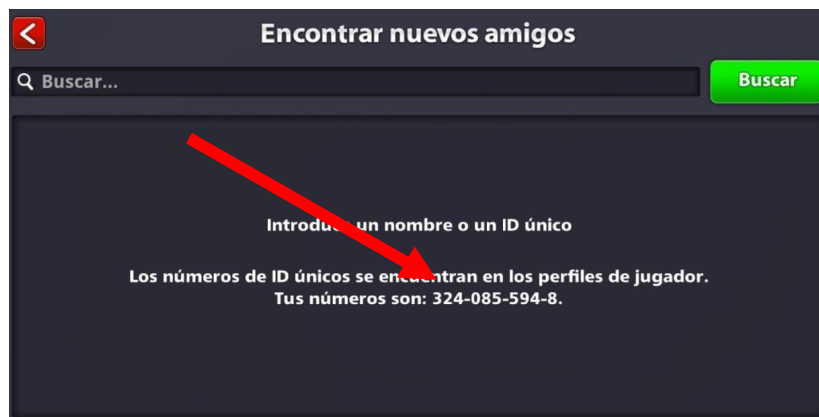 Encontrar nuevos amigos
Buscar...
Buscar
Introduce un nombre o un ID único
Los números de ID únicos se encuentran en los perfiles de jugador.
Tus números son: 324-085-594-8.